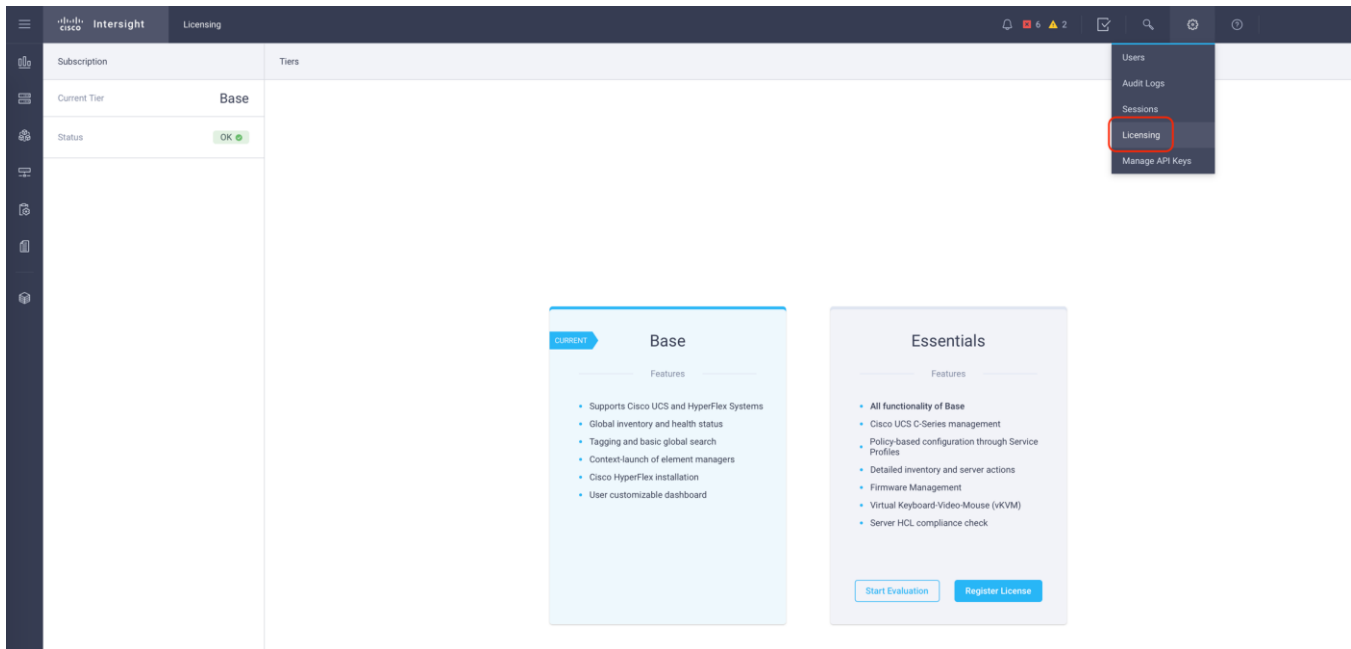 cisco Intersight Licensing 6 2
Users
Audit Logs
Sessions
Licensing
Manage API Keys
Subscription
Current Tier Base
Status OK
Tiers
CURRENT
Base
Features
Supports Cisco UCS and HyperFlex Systems
Global inventory and health status
Tagging and basic global search
Context-launch of element managers
Cisco HyperFlex installation
User customizable dashboard
Essentials
Features
All functionality of Base
Cisco UCS C-Series management
Policy-based configuration through Service
Profiles
Detailed inventory and server actions
Firmware Management
Virtual Keyboard-Video-Mouse (vKVM)
Server HCL compliance check
Start Evaluation Register License